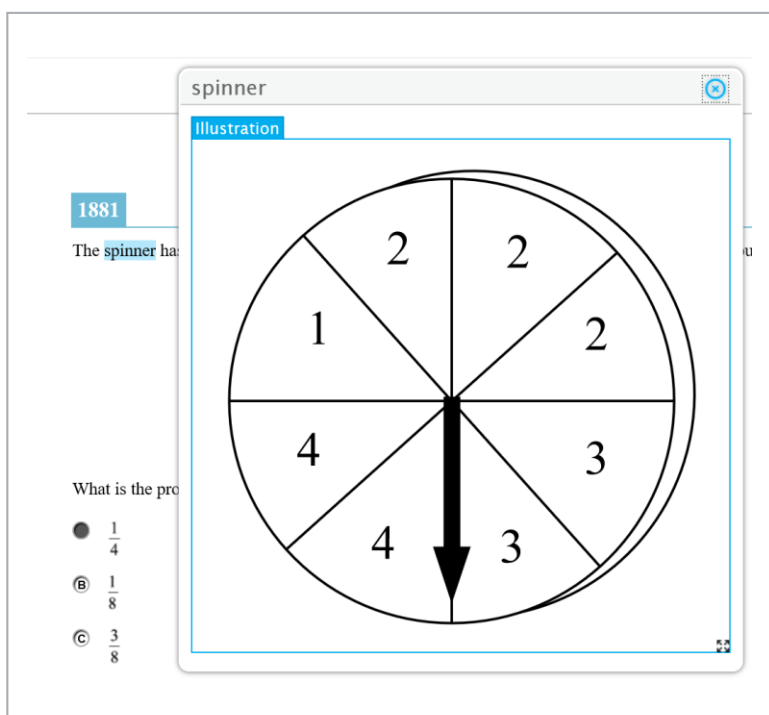 spinner
Illustration
1881
The spinner has
What is the pro
1/4
B 1/8
C 3/8
2 2
1 2
4 3
4 3